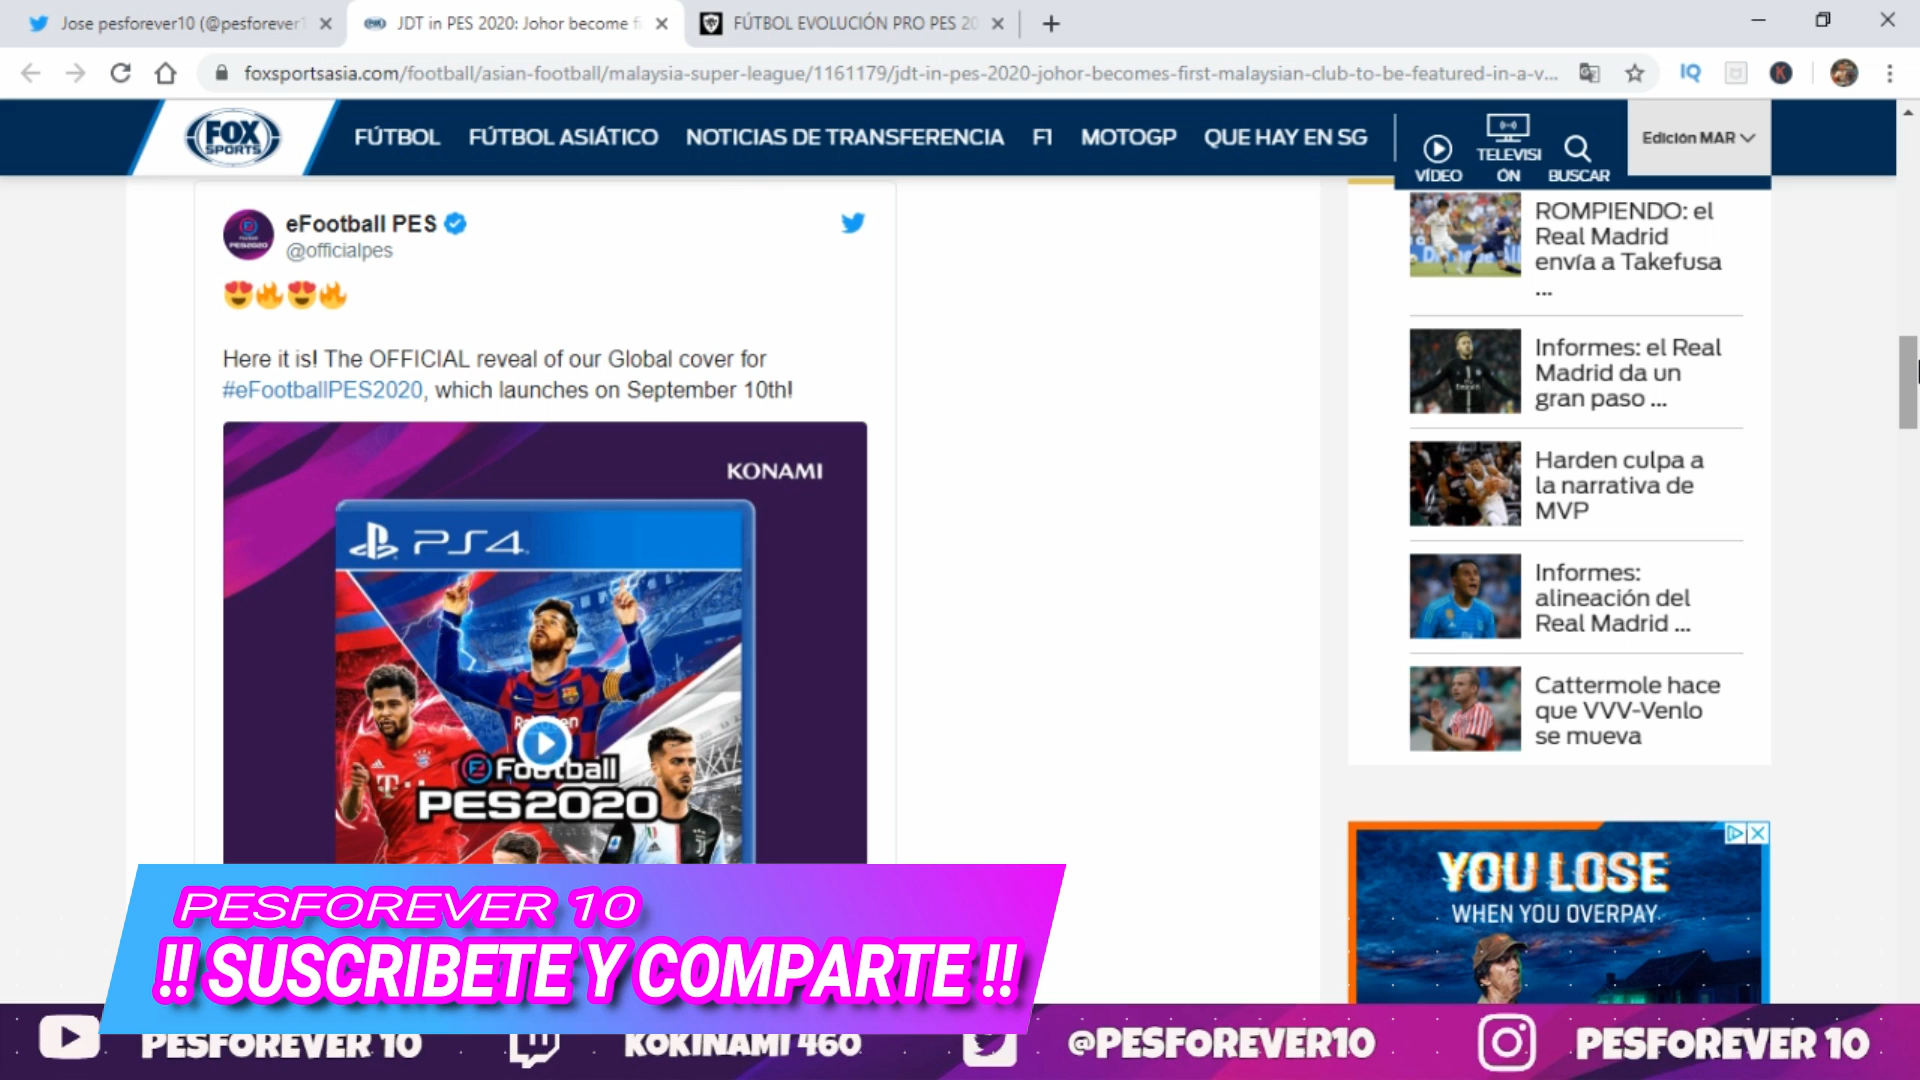 Jose pesforever10 (@pesforever1
JDT in PES 2020: Johor become fi
FÚTBOL EVOLUCIÓN PRO PES 20
foxsportsasia.com/football/asian-football/malaysia-super-league/1161179/jdt-in-pes-2020-johor-becomes-first-malaysian-club-to-be-featured-in-a-v...
IQ
K
FOX
SPORTS
FÚTBOL
FÚTBOL ASIÁTICO
NOTICIAS DE TRANSFERENCIA
F1
MOTOGP
QUE HAY EN SG
VÍDEO
TELEVISI
ÓN
BUSCAR
Edición MAR
eFootball PES
@officialpes
Here it is! The OFFICIAL reveal of our Global cover for
#eFootballPES2020, which launches on September 10th!
KONAMI
PS4
eFootball
PES2020
ROMPIENDO: el
Real Madrid
envía a Takefusa
...
Informes: el Real
Madrid da un
gran paso ...
Harden culpa a
la narrativa de
MVP
Informes:
alineación del
Real Madrid ...
Cattermole hace
que VVV-Venlo
se mueva
YOU LOSE
WHEN YOU OVERPAY
PESFOREVER 10
!! SUSCRIBETE Y COMPARTE !!
PESFOREVER 10
KOKINAMI 460
@PESFOREVER10
PESFOREVER 10